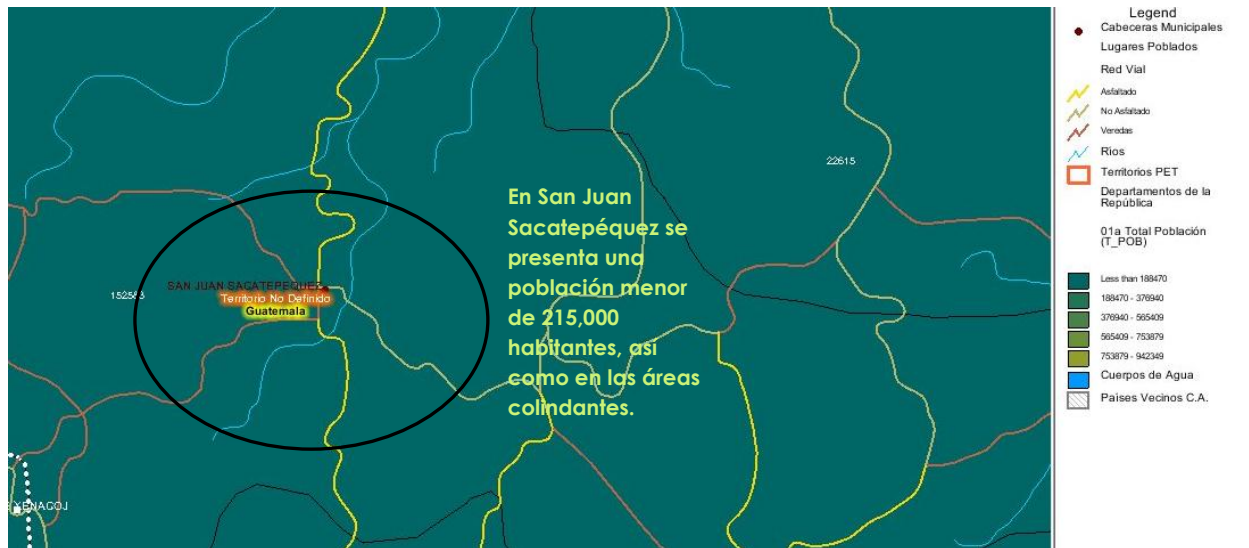 22615
En San Juan
Sacatepéquez se
presenta una
población menor
de 215,000
habitantes, así
como en las áreas
colindantes.
SAN JUAN SACATEPEQUEZ
152583
Territorio No Definido
Guatemala
XENACOJ
Legend
Cabeceras Municipales
Lugares Poblados
Red Vial
Asfaltado
No Asfaltado
Veredas
Ríos
Territorios PET
Departamentos de la
República
01a Total Población
(T_POB)
Less than 188470
188470 - 376940
376940 - 565409
565409 - 753879
753879 - 942349
Cuerpos de Agua
Países Vecinos C.A.